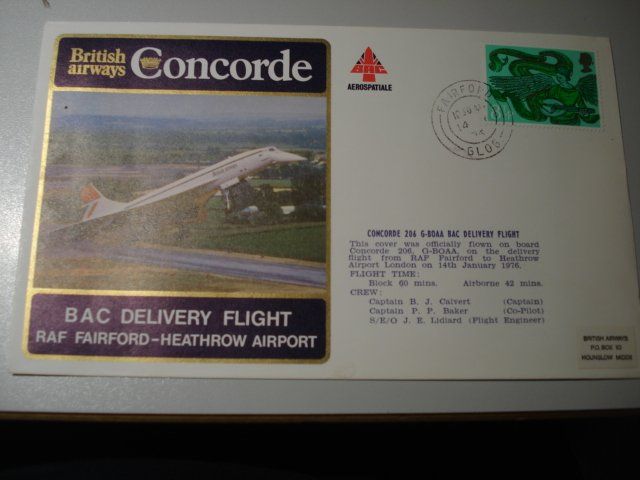 British
airways
Concorde
BAC
AEROSPATIALE
FAIRFORD
14
GLOS
CONCORDE 206 G-BOAA BAC DELIVERY FLIGHT
This cover was officially flown on board
Concorde 206, G-BOAA, on the delivery
flight from RAF Fairford to Heathrow
Airport London on 14th January 1976.
FLIGHT TIME:
Block 60 mins. Airborne 42 mins.
CREW:
Captain B. J. Calvert (Captain)
Captain P. P. Baker (Co-Pilot)
S/E/O J. E. Lidiard (Flight Engineer)
BAC DELIVERY FLIGHT
RAF FAIRFORD-HEATHROW AIRPORT
BRITISH AIRWAYS
P.O. BOX 10
HOUNSLOW MIDDX